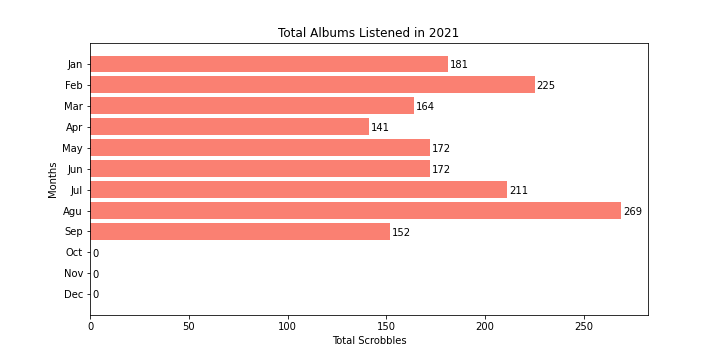 Total Albums Listened in 2021
Months
Jan 181
Feb 225
Mar 164
Apr 141
May 172
Jun 172
Jul 211
Agu 269
Sep 152
Oct 0
Nov 0
Dec 0
0 50 100 150 200 250
Total Scrobbles